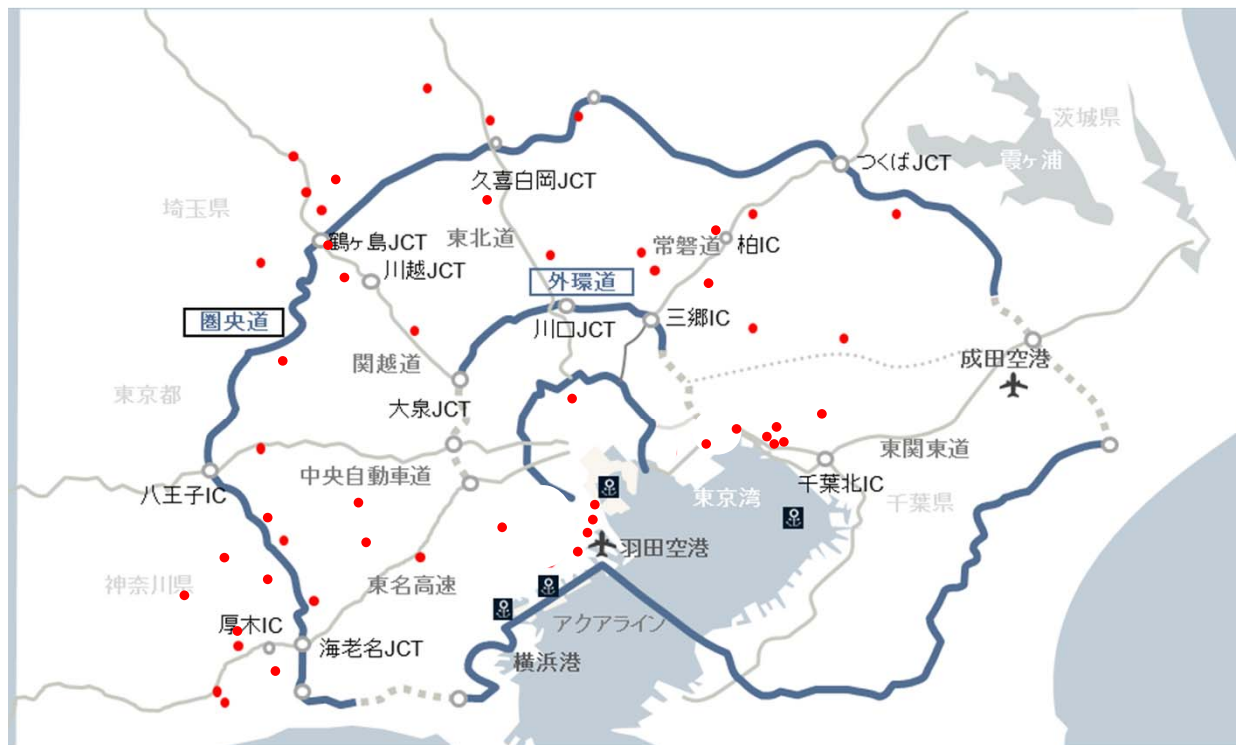 茨城県
霞ヶ浦
つくばJCT
久喜白岡JCT
埼玉県
鶴ヶ島JCT
東北道
常磐道
柏IC
川越JCT
外環道
圏央道
川口JCT
三郷IC
関越道
成田空港
東京都
大泉JCT
東関東道
中央自動車道
千葉北IC
八王子IC
東京湾
千葉県
羽田空港
神奈川県
東名高速
厚木IC
アクアライン
海老名JCT
横浜港